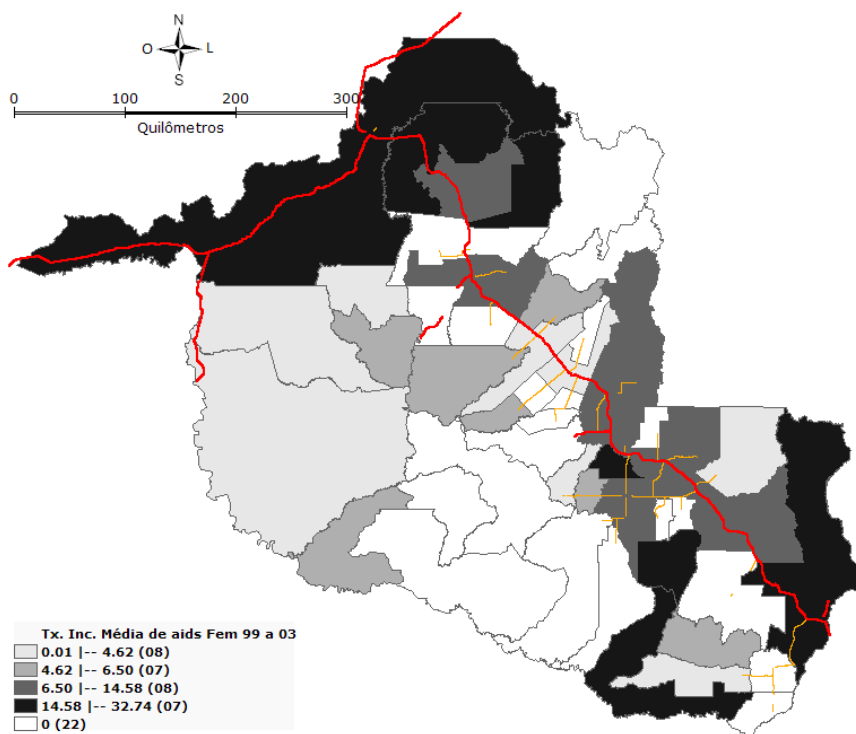 N
O L
S
0 100 200 300
Quilômetros
Tx. Inc. Média de aids Fem 99 a 03
0.01 |-- 4.62 (08)
4.62 |-- 6.50 (07)
6.50 |-- 14.58 (08)
14.58 |-- 32.74 (07)
0 (22)